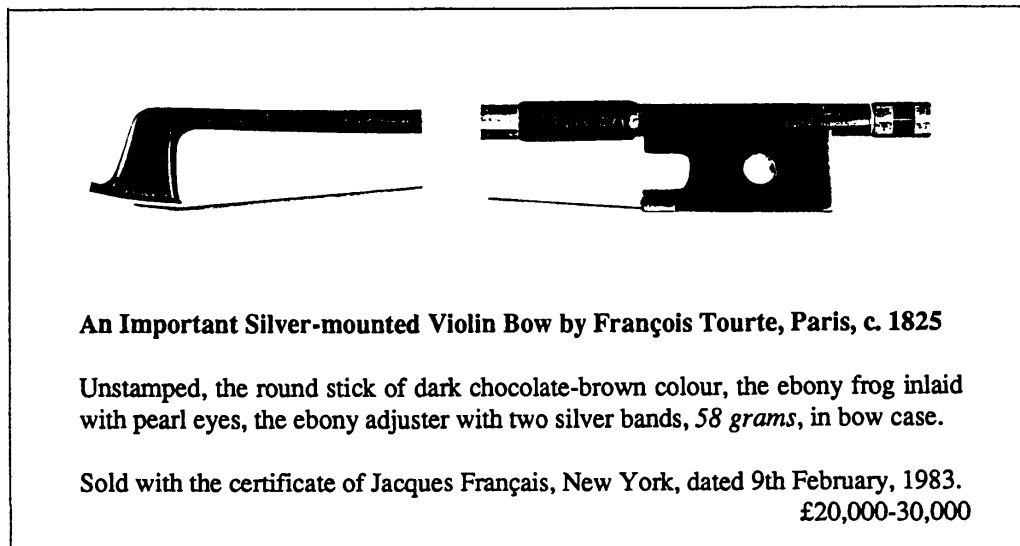 An Important Silver-mounted Violin Bow by François Tourte, Paris, c. 1825
Unstamped, the round stick of dark chocolate-brown colour, the ebony frog inlaid
with pearl eyes, the ebony adjuster with two silver bands, 58 grams, in bow case.
Sold with the certificate of Jacques Français, New York, dated 9th February, 1983.
£20,000-30,000